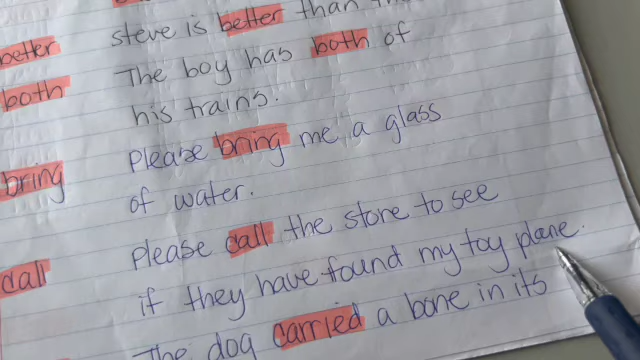 steve is better than
better
The boy has both of
both
his trains.
Please bring me a glass
bring
of water.
Please call the store to see
call
if they have found my toy plane.
The dog carried a bone in its